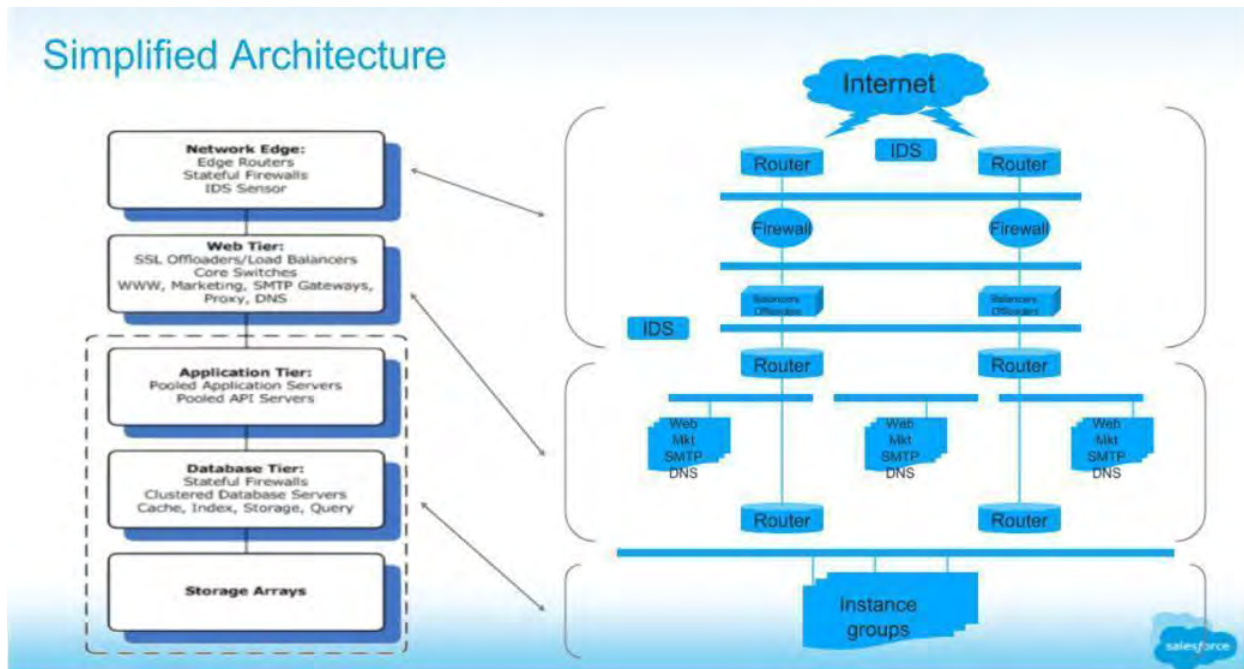 Simplified Architecture
Network Edge:
Edge Routers
Stateful Firewalls
IDS Sensor
Web Tier:
SSL Offloaders/Load Balancers
Core Switches
WWW, Marketing, SMTP Gateways,
Proxy, DNS
Application Tier:
Pooled Application Servers
Pooled API Servers
Database Tier:
Stateful Firewalls
Clustered Database Servers
Cache, Index, Storage, Query
Storage Arrays
Internet
IDS
Router
Router
Firewall
Firewall
Balancers
Offloaders
Balancers
Offloaders
IDS
Router
Router
Web
Mkt
SMTP
DNS
Web
Mkt
SMTP
DNS
Web
Mkt
SMTP
DNS
Router
Router
Instance
groups
salesforce